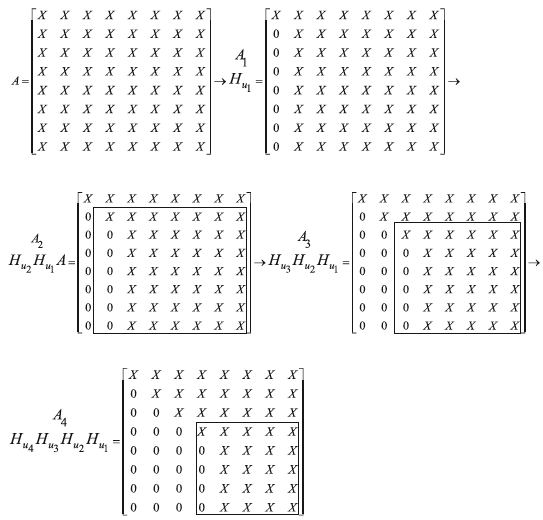 A =
X X X X X X X X
X X X X X X X X
X X X X X X X X
X X X X X X X X
X X X X X X X X
X X X X X X X X
X X X X X X X X
X X X X X X X X
→
A₁
H_{u₁} =
X X X X X X X X
0 X X X X X X X
0 X X X X X X X
0 X X X X X X X
0 X X X X X X X
0 X X X X X X X
0 X X X X X X X
0 X X X X X X X
→
A₂
H_{u₂} H_{u₁} A =
X X X X X X X X
0 X X X X X X X
0 0 X X X X X X
0 0 X X X X X X
0 0 X X X X X X
0 0 X X X X X X
0 0 X X X X X X
0 0 X X X X X X
→
A₃
H_{u₃} H_{u₂} H_{u₁} =
X X X X X X X X
0 X X X X X X X
0 0 X X X X X X
0 0 0 X X X X X
0 0 0 X X X X X
0 0 0 X X X X X
0 0 0 X X X X X
0 0 0 X X X X X
→
A₄
H_{u₄} H_{u₃} H_{u₂} H_{u₁} =
X X X X X X X X
0 X X X X X X X
0 0 X X X X X X
0 0 0 X X X X X
0 0 0 0 X X X X
0 0 0 0 X X X X
0 0 0 0 X X X X
0 0 0 0 X X X X